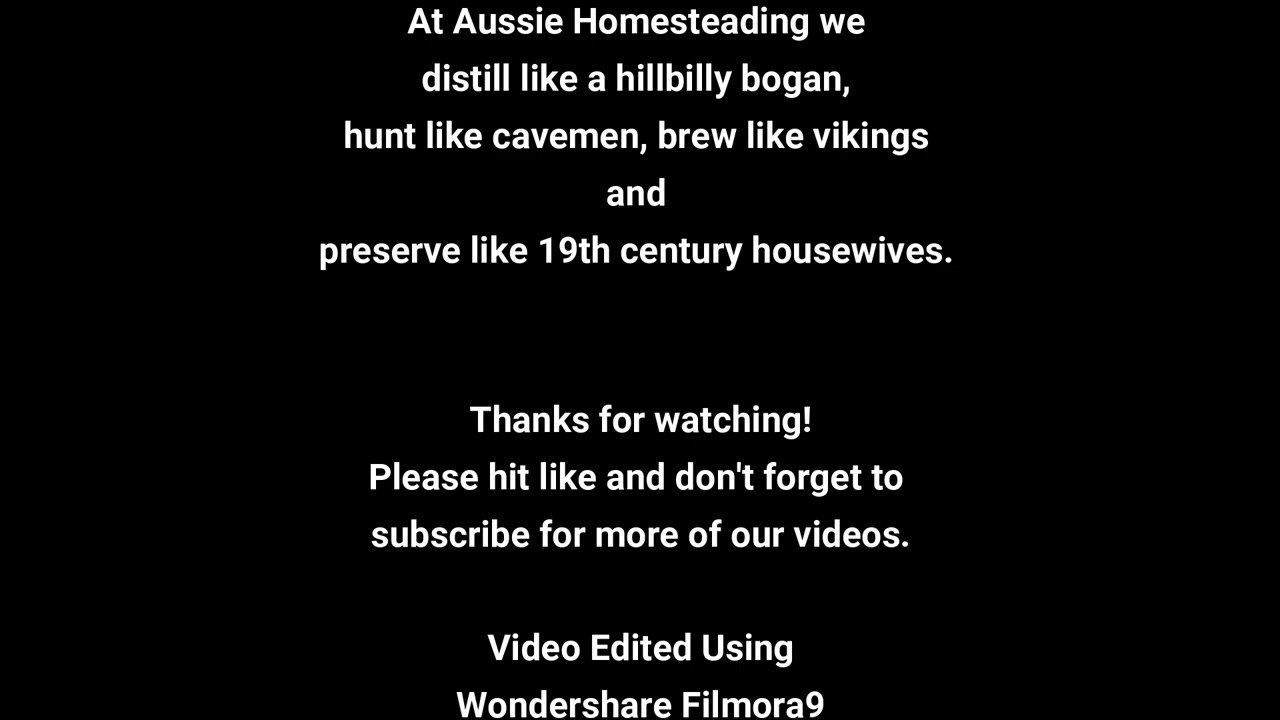 At Aussie Homesteading we
distill like a hillbilly bogan,
hunt like cavemen, brew like vikings
and
preserve like 19th century housewives.
Thanks for watching!
Please hit like and don't forget to
subscribe for more of our videos.
Video Edited Using
Wondershare Filmora9